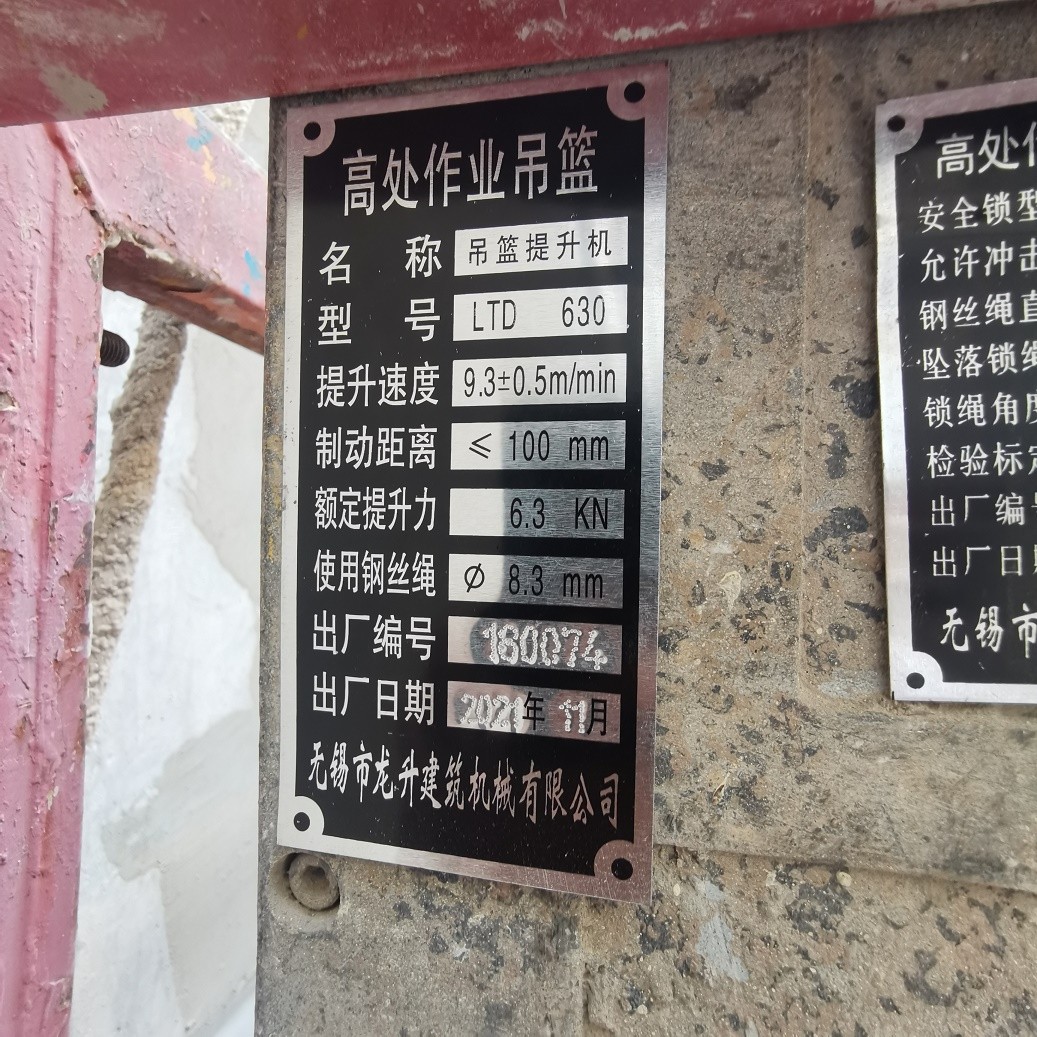 高处作业吊篮
名 称 吊篮提升机
型 号 LTD 630
提升速度 9.3±0.5m/min
制动距离 ≤ 100 mm
额定提升力 6.3 KN
使用钢丝绳 Ø 8.3 mm
出厂编号 160074
出厂日期 2021年 11月
无锡市龙升建筑机械有限公司
高处作
安全锁型
允许冲击
钢丝绳直
坠落锁绳
锁绳角度
检验标定
出厂编号
出厂日期
无锡市